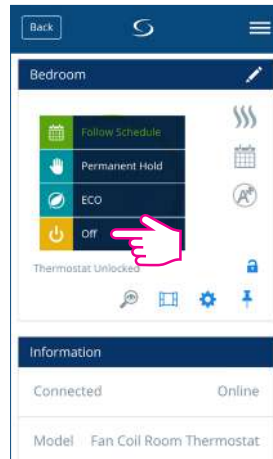 Back
Bedroom
Follow Schedule
Permanent Hold
ECO
Off
Thermostat Unlocked
Information
Connected Online
Model Fan Coil Room Thermostat